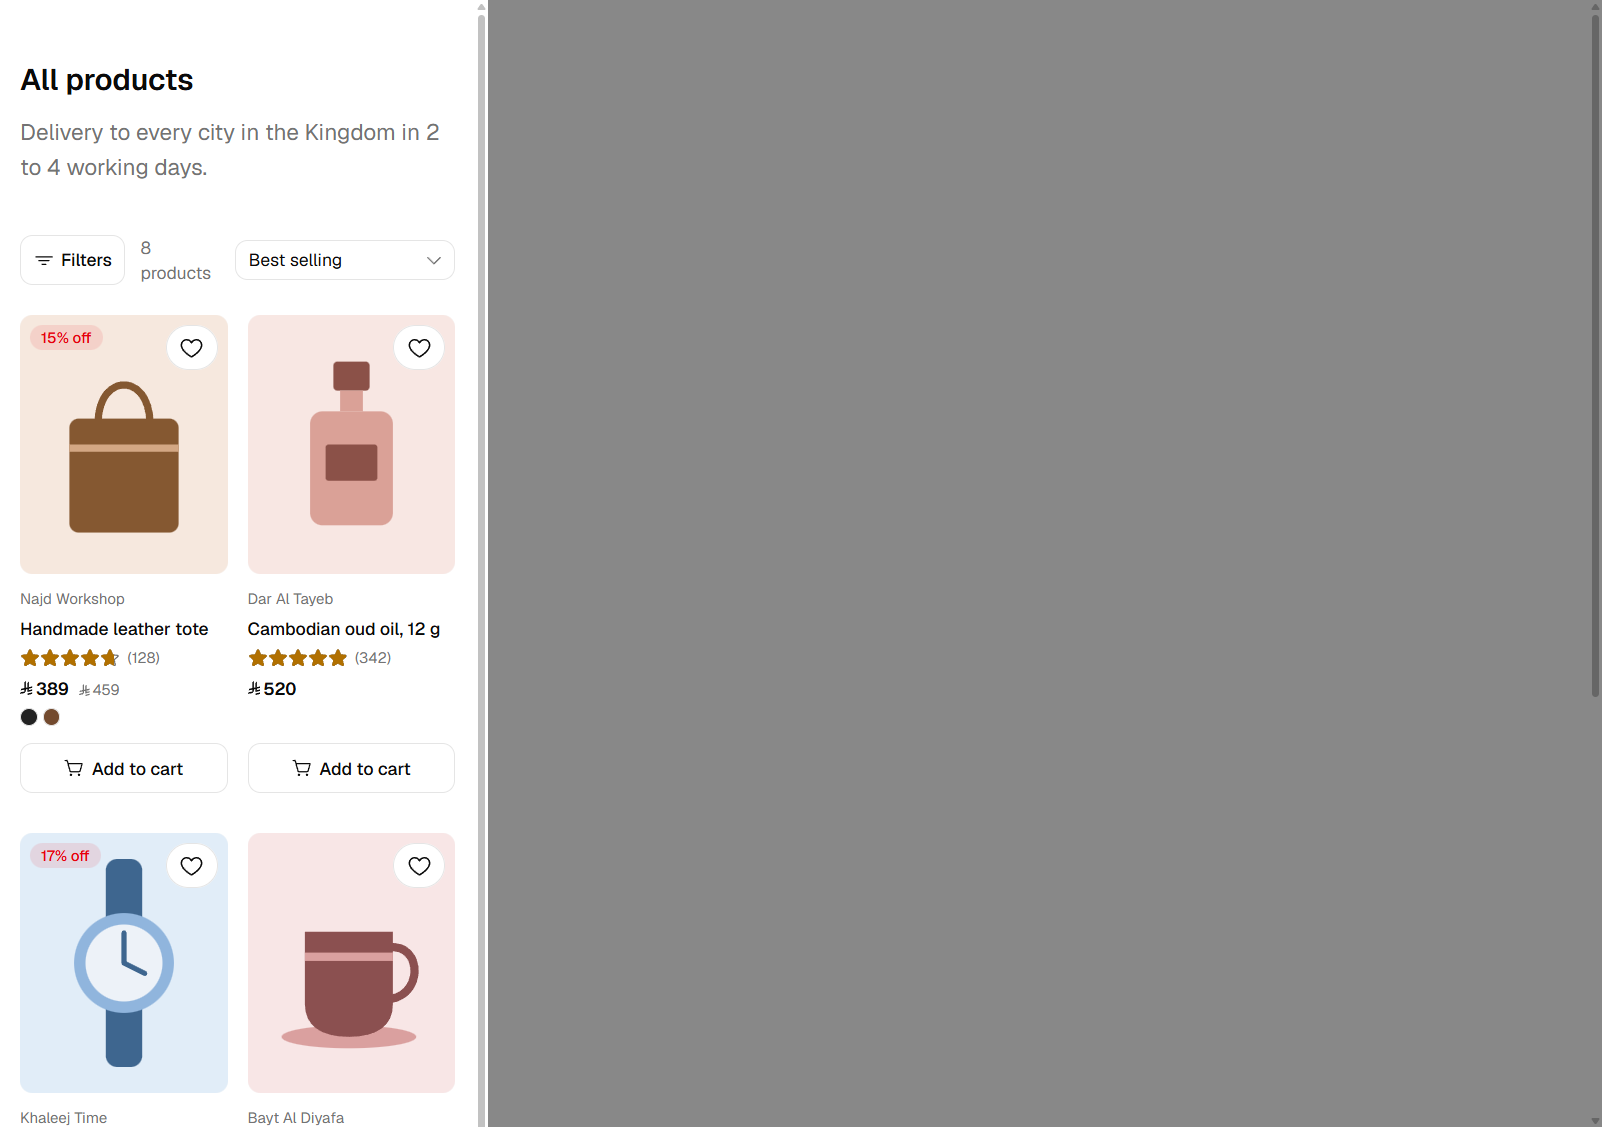 All products
Delivery to every city in the Kingdom in 2
to 4 working days.
Filters
8
products
Best selling
15% off
Najd Workshop
Handmade leather tote
(128)
389 459
Add to cart
Dar Al Tayeb
Cambodian oud oil, 12 g
(342)
520
Add to cart
17% off
Khaleej Time
Bayt Al Diyafa